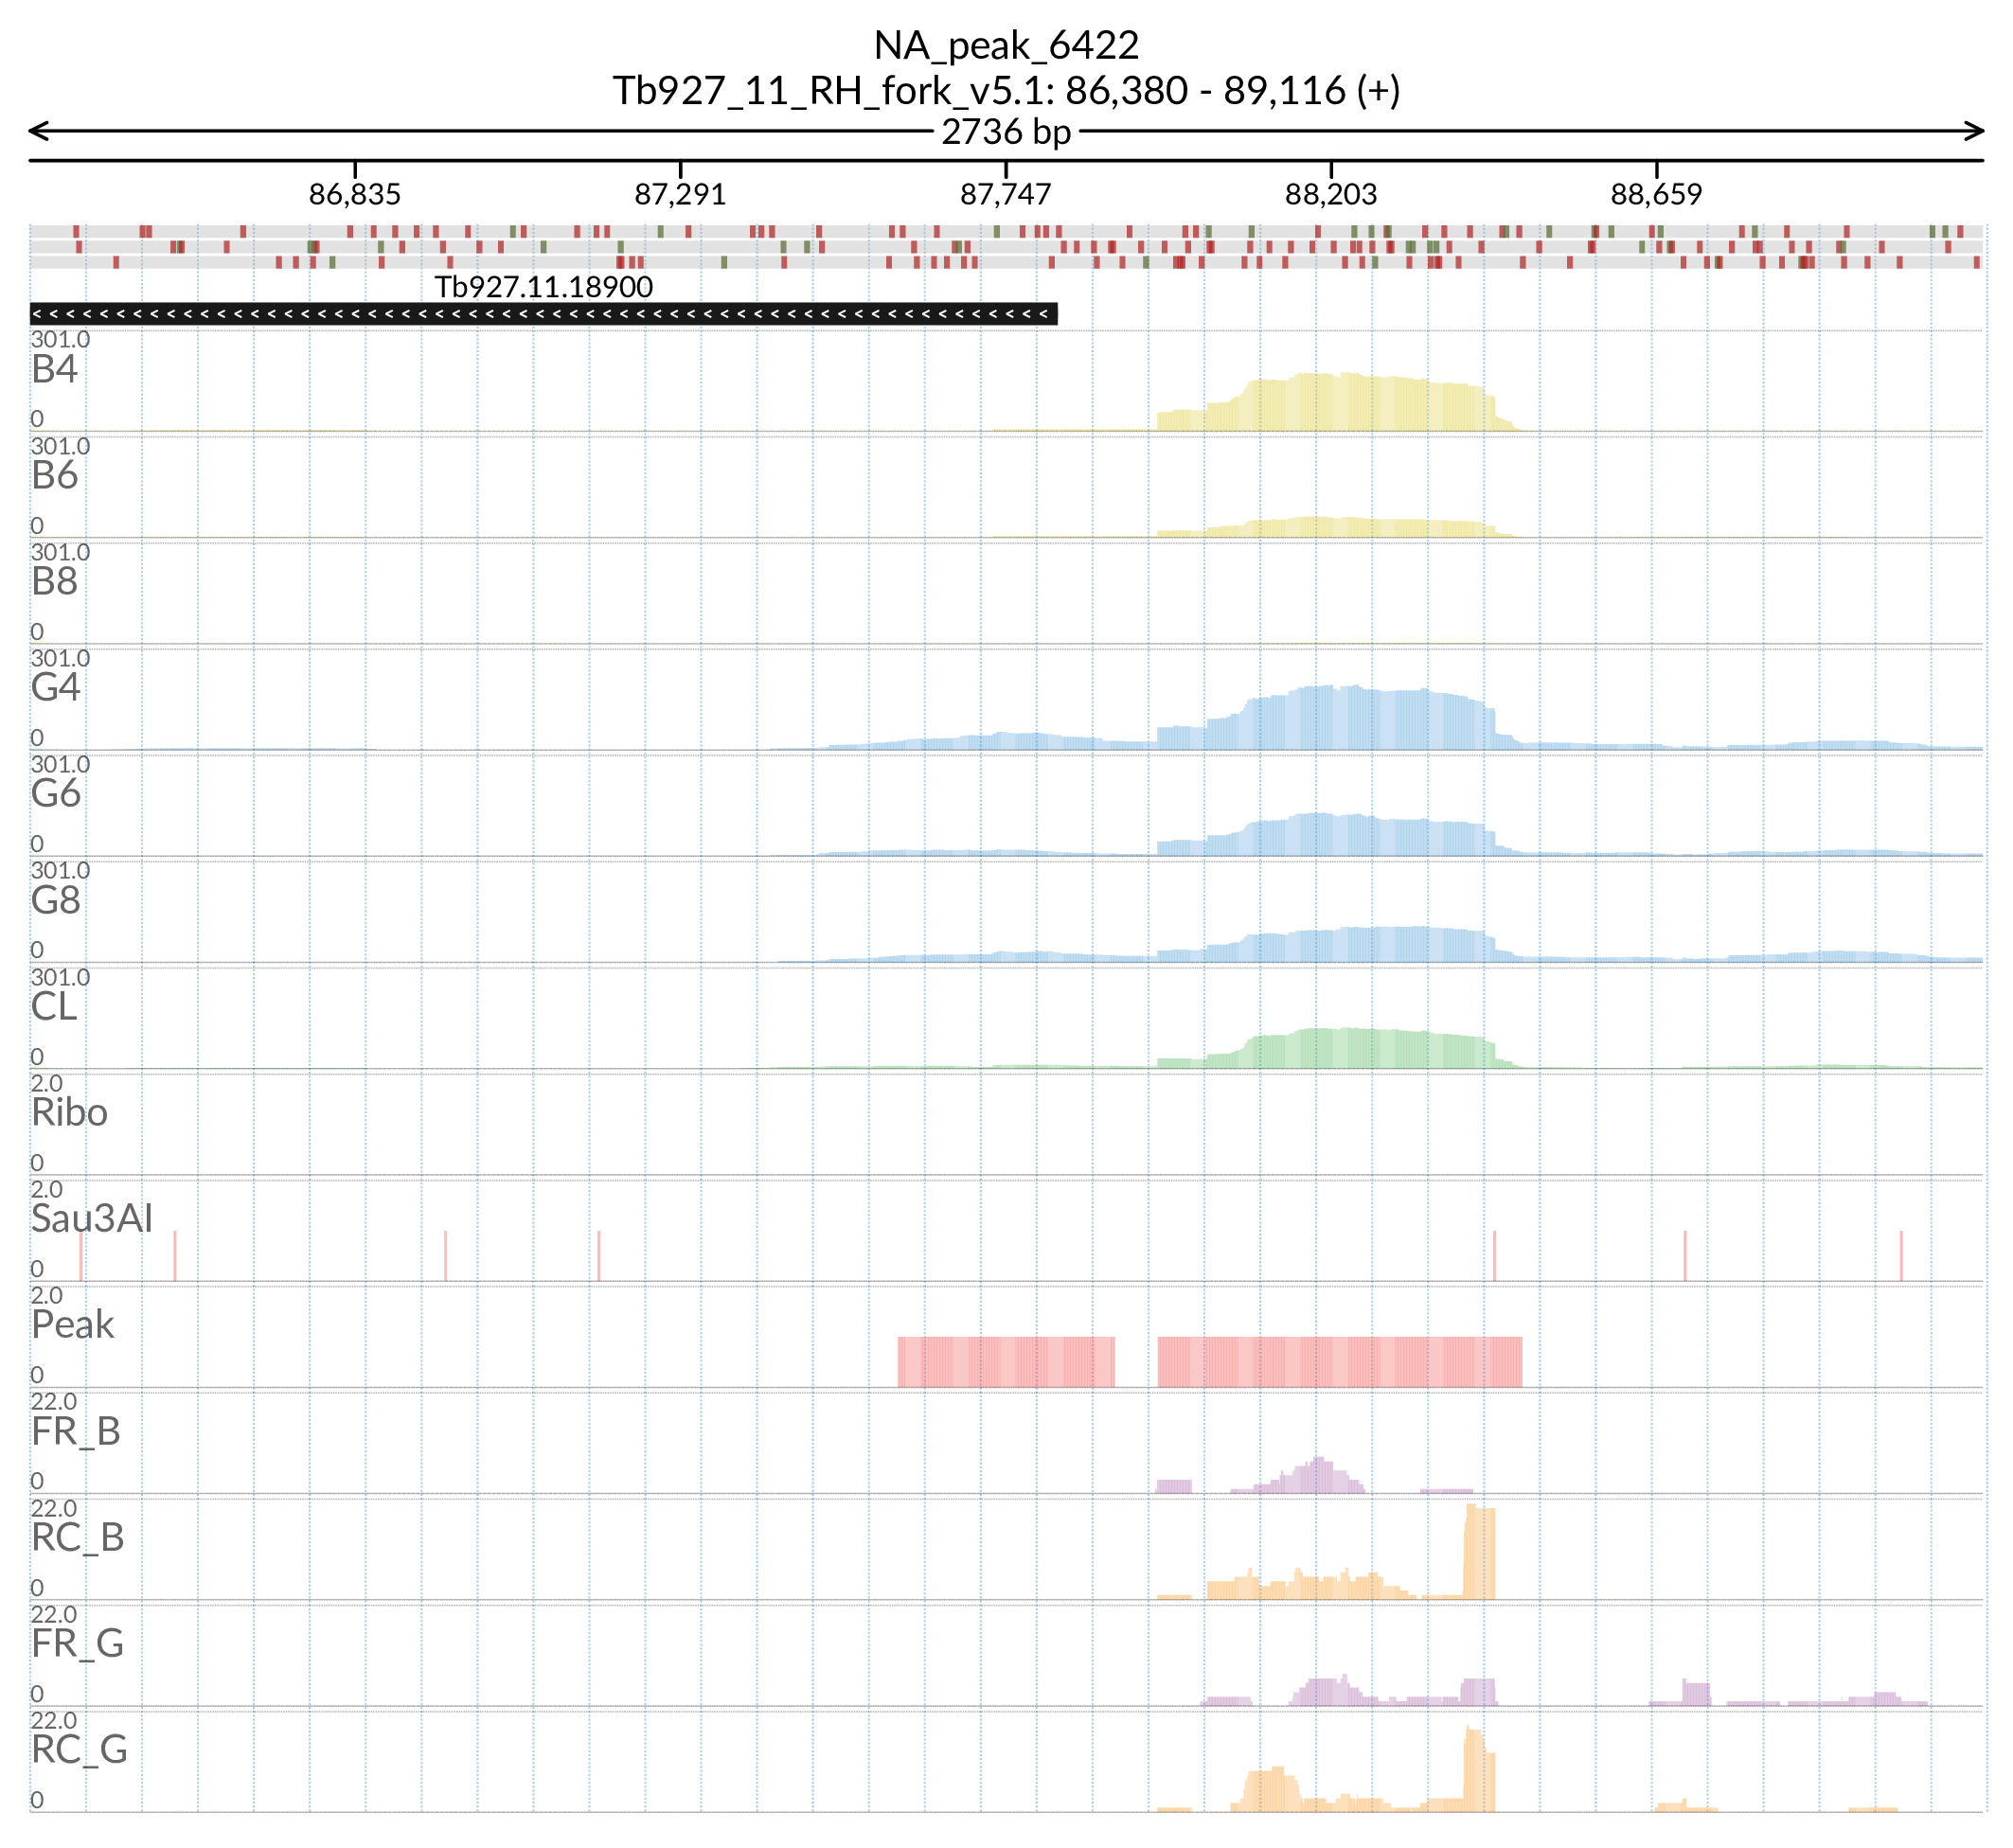 NA_peak_6422
Tb927_11_RH_fork_v5.1: 86,380 - 89,116 (+)
2736 bp
86,835 87,291 87,747 88,203 88,659
Tb927.11.18900
301.0
B4
0
301.0
B6
0
301.0
B8
0
301.0
G4
0
301.0
G6
0
301.0
G8
0
301.0
CL
0
2.0
Ribo
0
2.0
Sau3AI
0
2.0
Peak
0
22.0
FR_B
0
22.0
RC_B
0
22.0
FR_G
0
22.0
RC_G
0